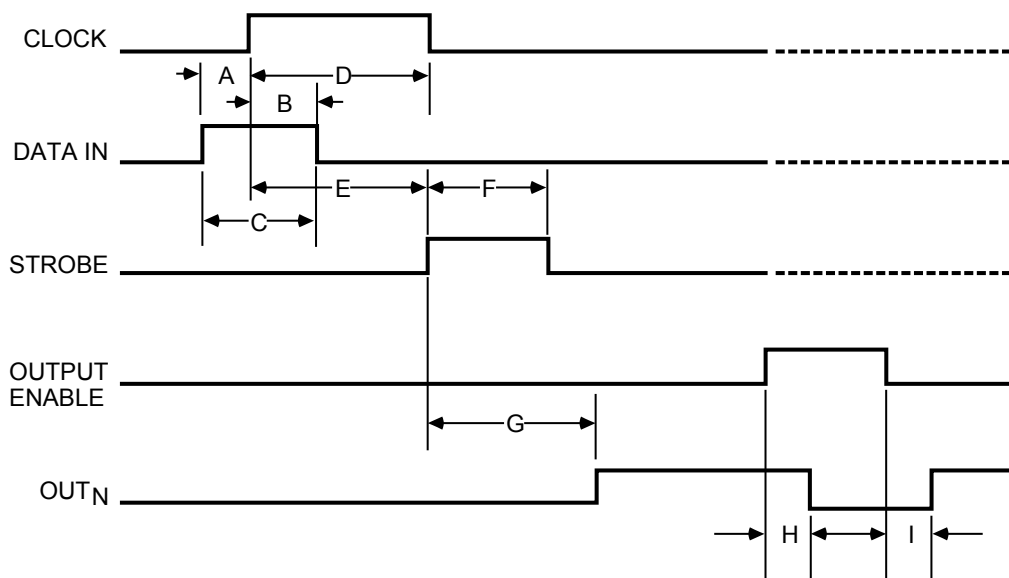 CLOCK
A
D
B
DATA IN
E
F
C
STROBE
OUTPUT
ENABLE
G
OUTN
H
I